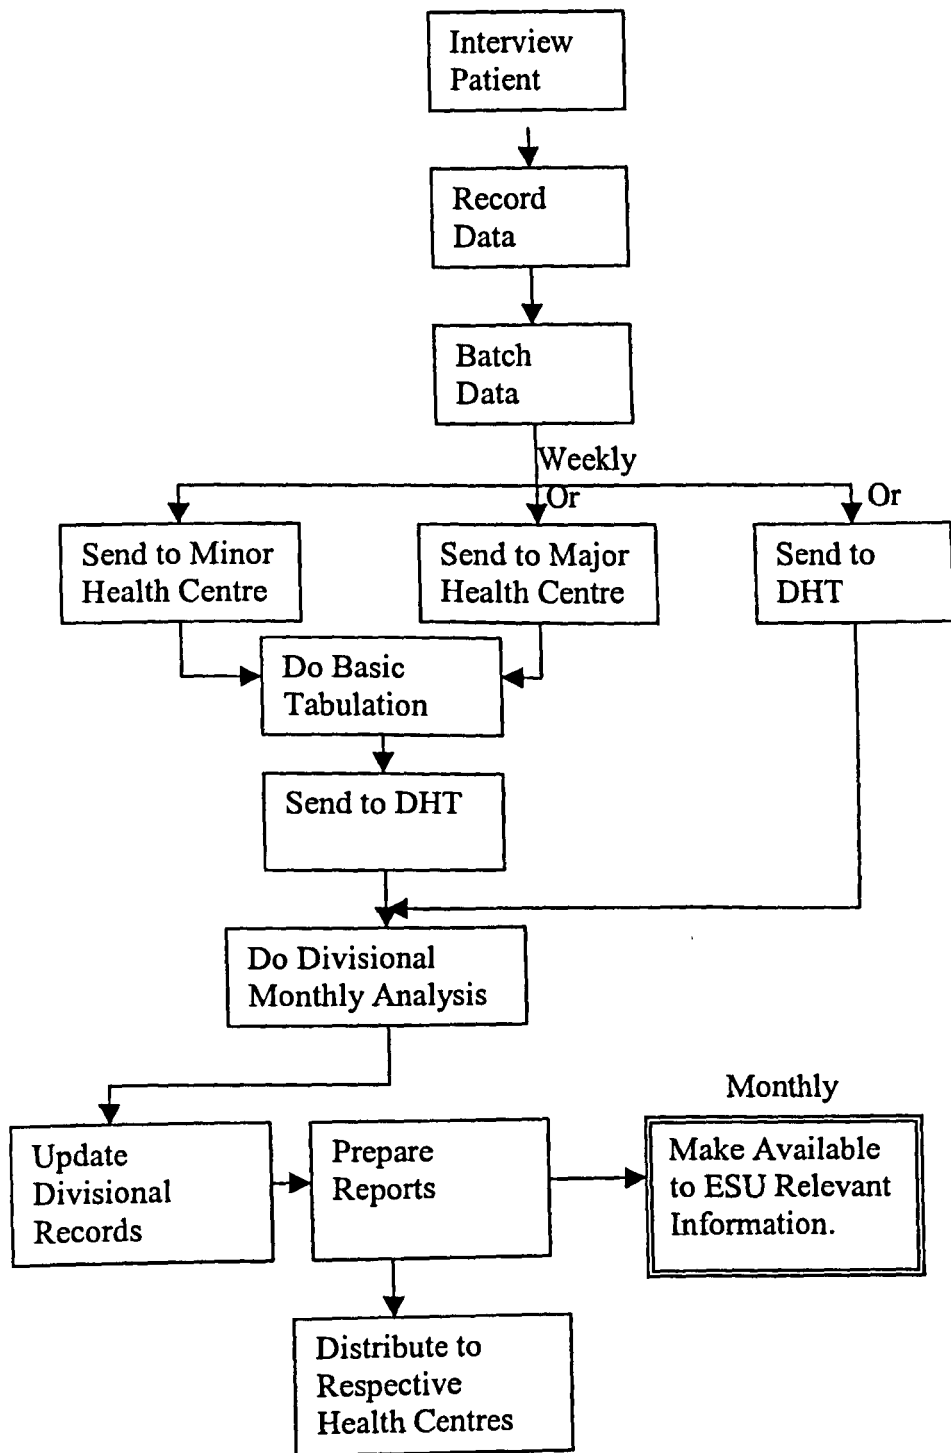 Interview
Patient
Record
Data
Batch
Data
Weekly
Or
Or
Send to Minor
Health Centre
Send to Major
Health Centre
Send to
DHT
Do Basic
Tabulation
Send to DHT
Do Divisional
Monthly Analysis
Monthly
Update
Divisional
Records
Prepare
Reports
Make Available
to ESU Relevant
Information.
Distribute to
Respective
Health Centres